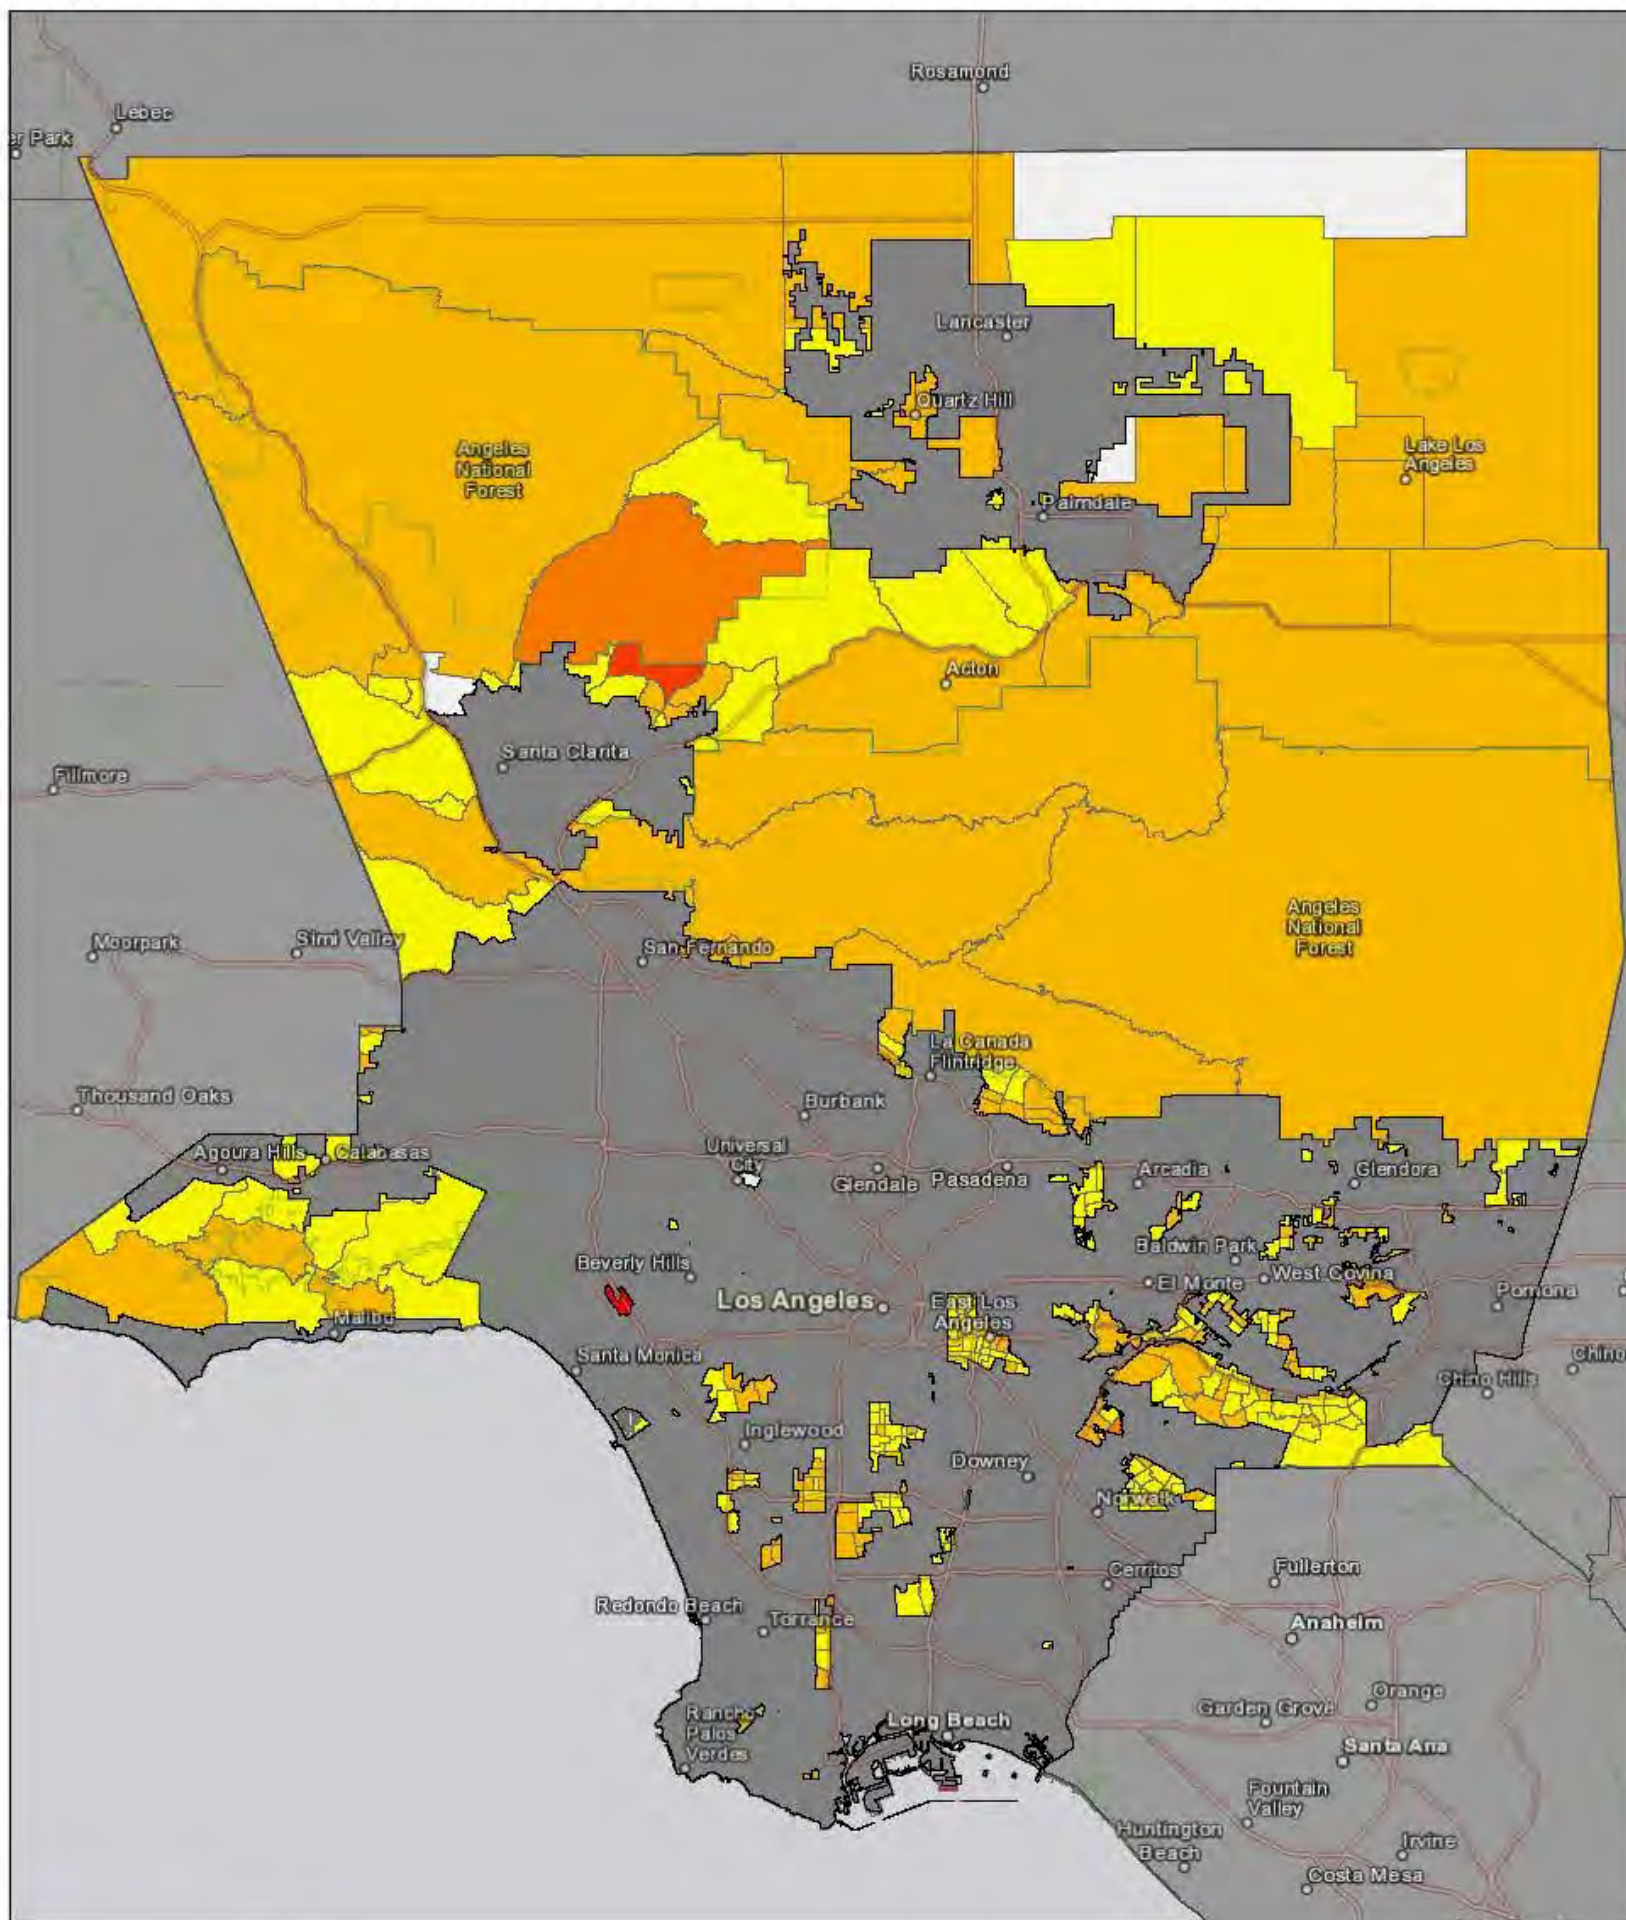 Rosamond
Lebec
er Park
Lancaster
Quartz Hill
Angeles
National
Forest
Lake Los
Angeles
Palmdale
Acton
Santa Clarita
Fillmore
Angeles
National
Forest
Moorpark
Simi Valley
San Fernando
La Canada
Flintridge
Thousand Oaks
Burbank
Universal
City
Agoura Hills
Calabasas
Glendale
Pasadena
Arcadia
Glendora
Baldwin Park
Beverly Hills
El Monte
West Covina
Los Angeles
East Los
Angeles
Pomona
Malibu
Santa Monica
Chino
Chino Hills
Inglewood
Downey
Norwalk
Cerritos
Fullerton
Redondo Beach
Torrance
Anaheim
Orange
Garden Grove
Rancho
Palos
Verdes
Long Beach
Santa Ana
Fountain
Valley
Huntington
Beach
Irvine
Costa Mesa